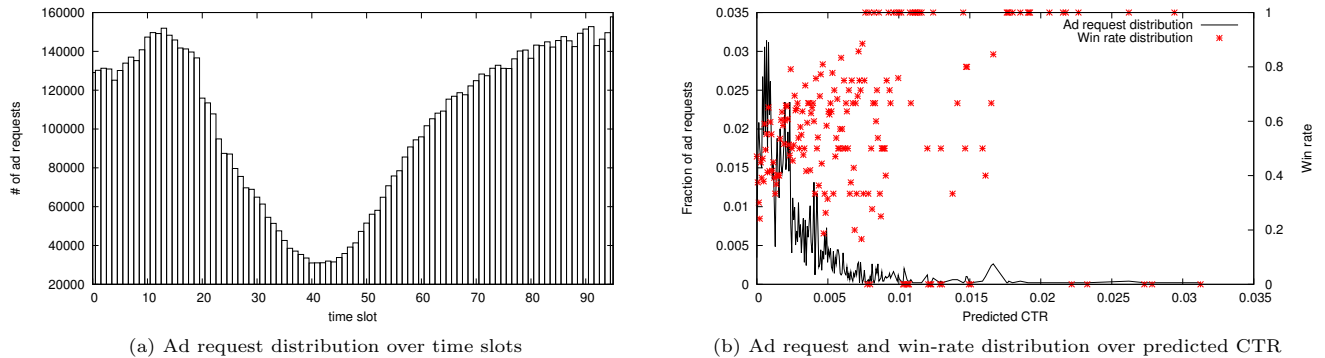 160000
140000
120000
100000
80000
60000
40000
20000
# of ad requests
0 10 20 30 40 50 60 70 80 90
time slot
(a) Ad request distribution over time slots
0.035
0.03
0.025
0.02
0.015
0.01
0.005
0
Fraction of ad requests
Ad request distribution
Win rate distribution
1
0.8
0.6
0.4
0.2
0
Win rate
0 0.005 0.01 0.015 0.02 0.025 0.03 0.035
Predicted CTR
(b) Ad request and win-rate distribution over predicted CTR